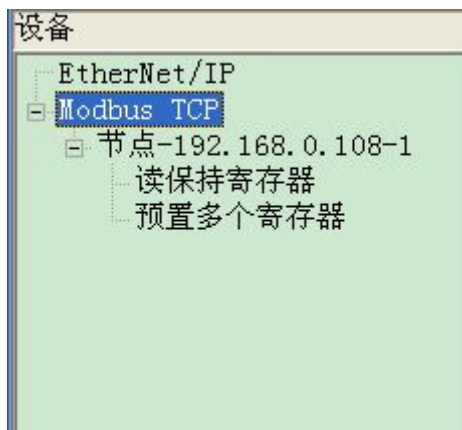 设备
EtherNet/IP
Modbus TCP
节点-192.168.0.108-1
读保持寄存器
预置多个寄存器